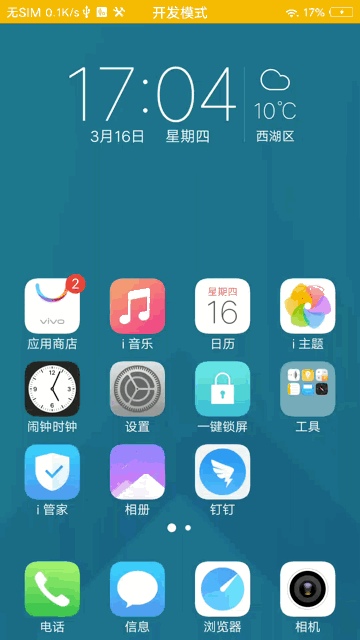 无SIM 0.1K/s 开发模式 17%
17:04
10℃
3月16日 星期四 西湖区
2
vivo
星期四
16
应用商店 i 音乐 日历 i 主题
闹钟时钟 设置 一键锁屏 工具
i 管家 相册 钉钉
电话 信息 浏览器 相机